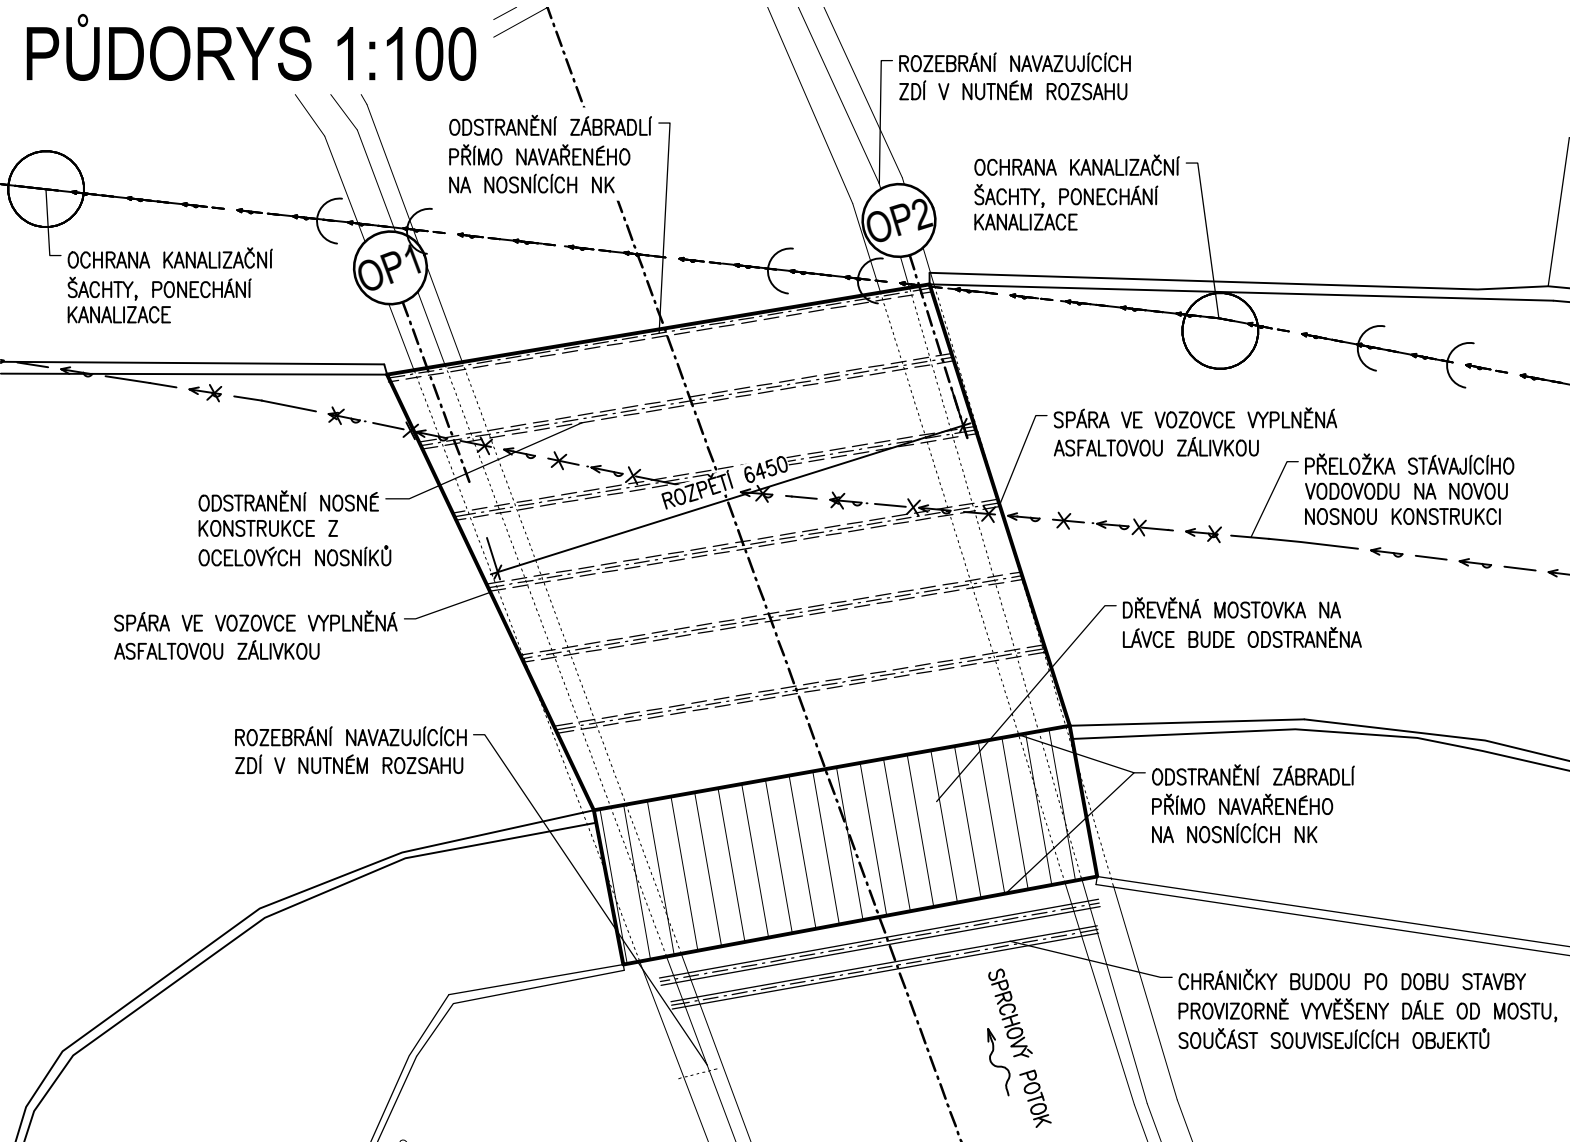 PŮDORYS 1:100
ROZEBRÁNÍ NAVAZUJÍCÍCH
ZDÍ V NUTNÉM ROZSAHU
ODSTRANĚNÍ ZÁBRADLÍ
PŘÍMO NAVAŘENÉHO
NA NOSNÍCÍCH NK
OCHRANA KANALIZAČNÍ
ŠACHTY, PONECHÁNÍ
KANALIZACE
OP2
OCHRANA KANALIZAČNÍ
ŠACHTY, PONECHÁNÍ
KANALIZACE
OP1
SPÁRA VE VOZOVCE VYPLNĚNÁ
ASFALTOVOU ZÁLIVKOU
PŘELOŽKA STÁVAJÍCÍHO
VODOVODU NA NOVOU
NOSNOU KONSTRUKCI
ROZPĚTÍ 6450
ODSTRANĚNÍ NOSNÉ
KONSTRUKCE Z
OCELOVÝCH NOSNÍKŮ
SPÁRA VE VOZOVCE VYPLNĚNÁ
ASFALTOVOU ZÁLIVKOU
DŘEVĚNÁ MOSTOVKA NA
LÁVCE BUDE ODSTRANĚNA
ROZEBRÁNÍ NAVAZUJÍCÍCH
ZDÍ V NUTNÉM ROZSAHU
ODSTRANĚNÍ ZÁBRADLÍ
PŘÍMO NAVAŘENÉHO
NA NOSNÍCÍCH NK
CHRÁNIČKY BUDOU PO DOBU STAVBY
PROVIZORNĚ VYVĚŠENY DÁLE OD MOSTU,
SOUČÁST SOUVISEJÍCÍCH OBJEKTŮ
SPRCHOVÝ POTOK